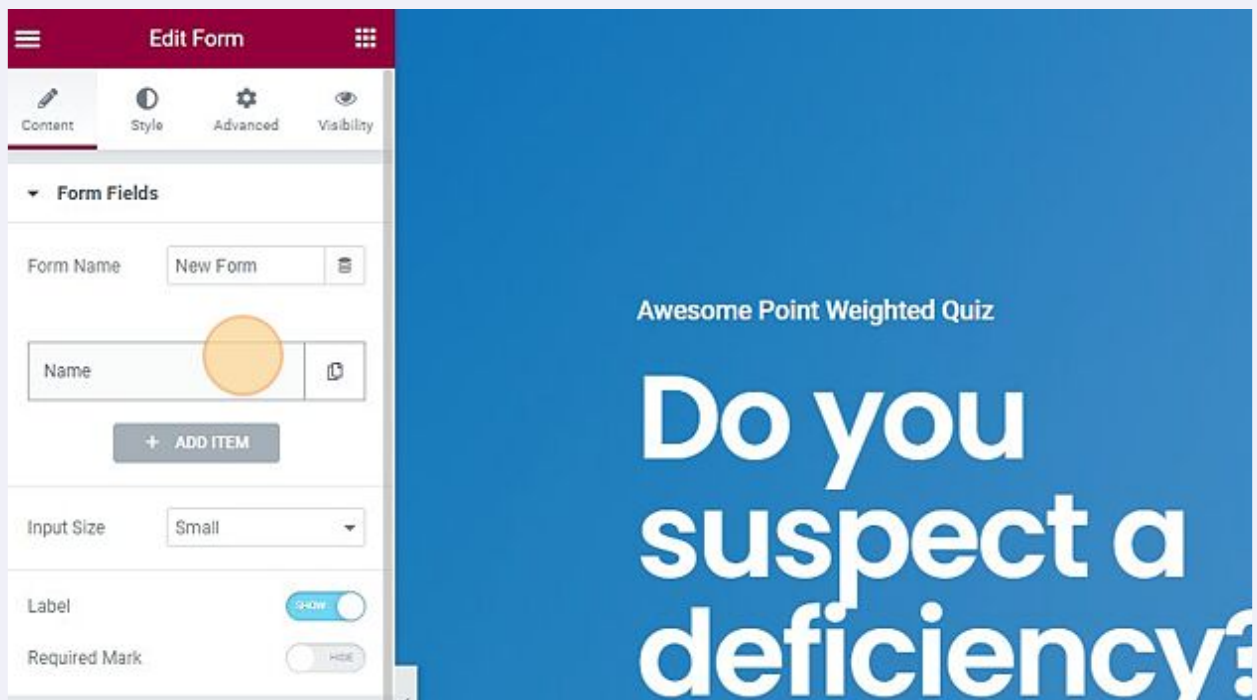 Edit Form
Content Style Advanced Visibility
Form Fields
Form Name New Form
Name
+ ADD ITEM
Input Size Small
Label SHOW
Required Mark HIDE
Awesome Point Weighted Quiz
Do you
suspect a
deficiency?